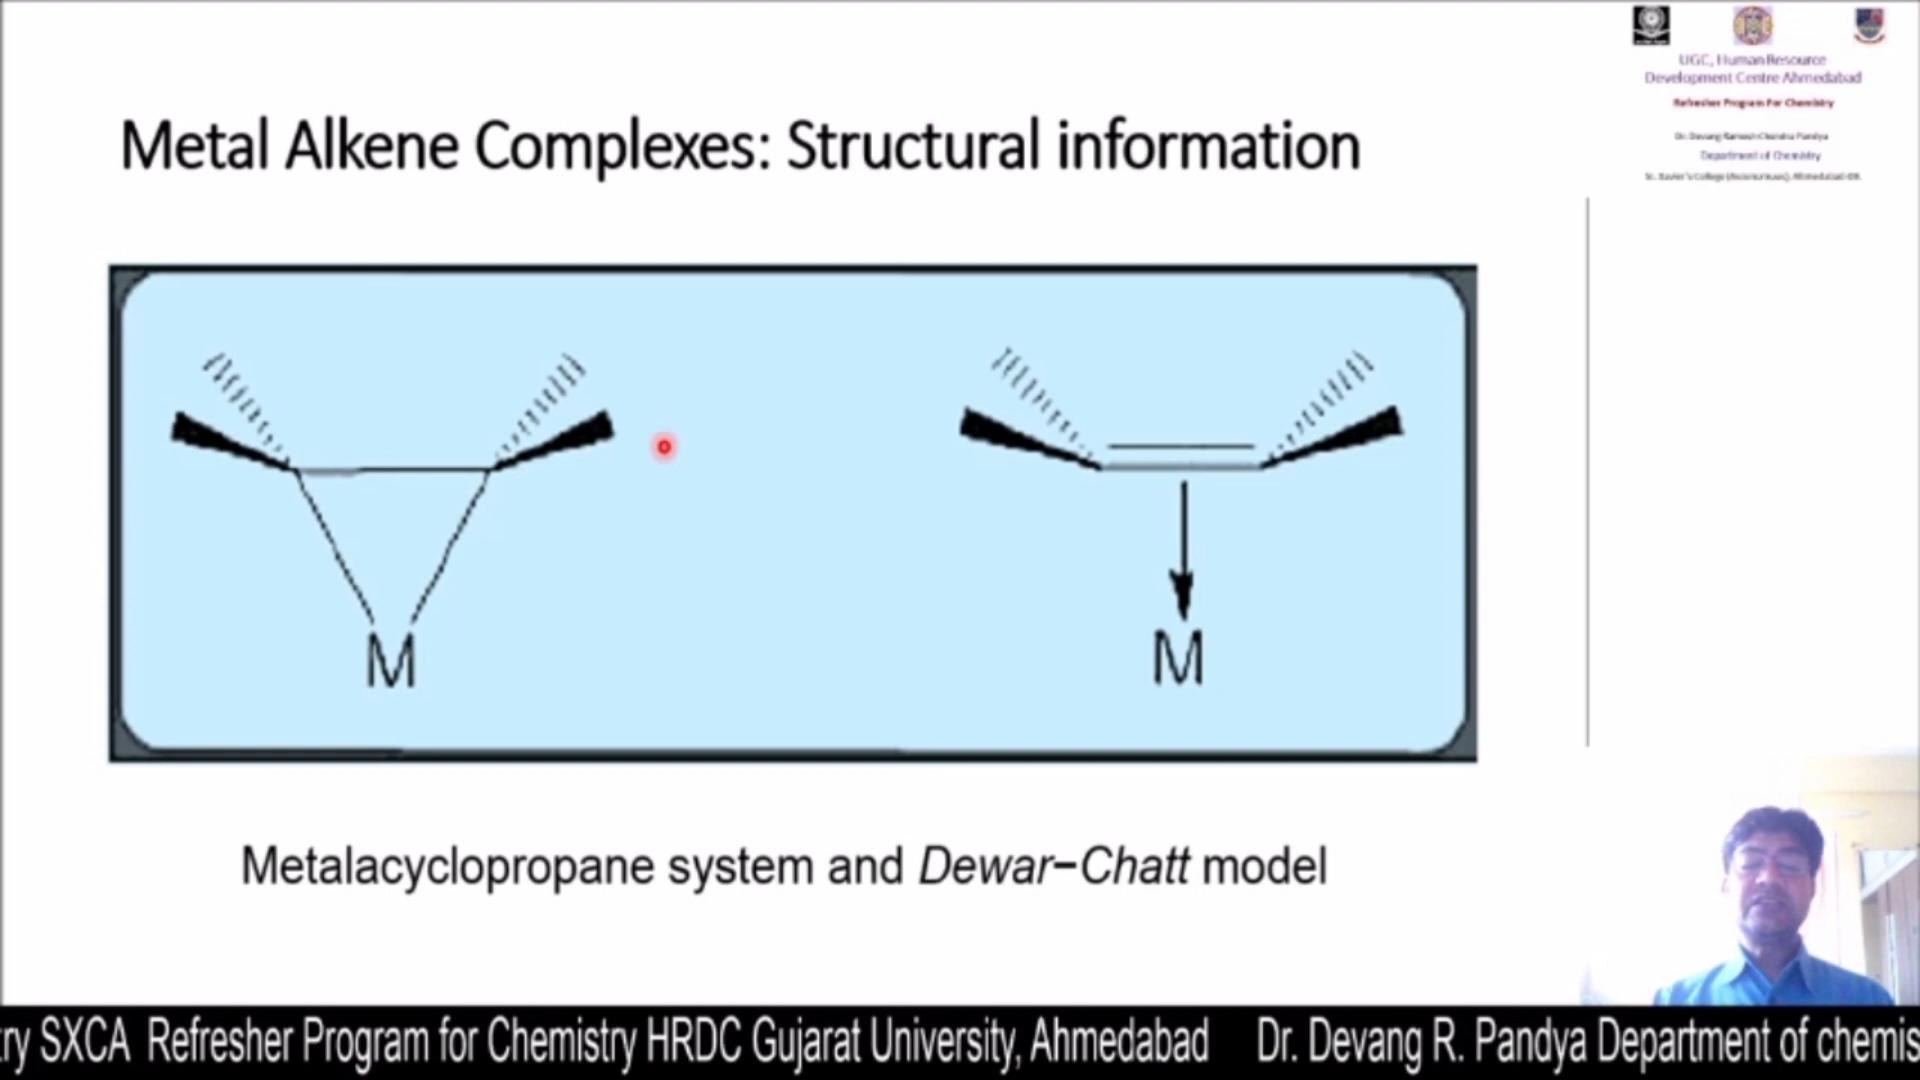 UGC, Human Resource
Development Centre Ahmedabad
Refresher Program For Chemistry
Dr. Devang Ramesh Chandra Pandya
Department of Chemistry
St. Xavier's College (Autonomous), Ahmedabad-09.
Metal Alkene Complexes: Structural information
M
M
Metalacyclopropane system and Dewar–Chatt model
ry SXCA Refresher Program for Chemistry HRDC Gujarat University, Ahmedabad Dr. Devang R. Pandya Department of chemis